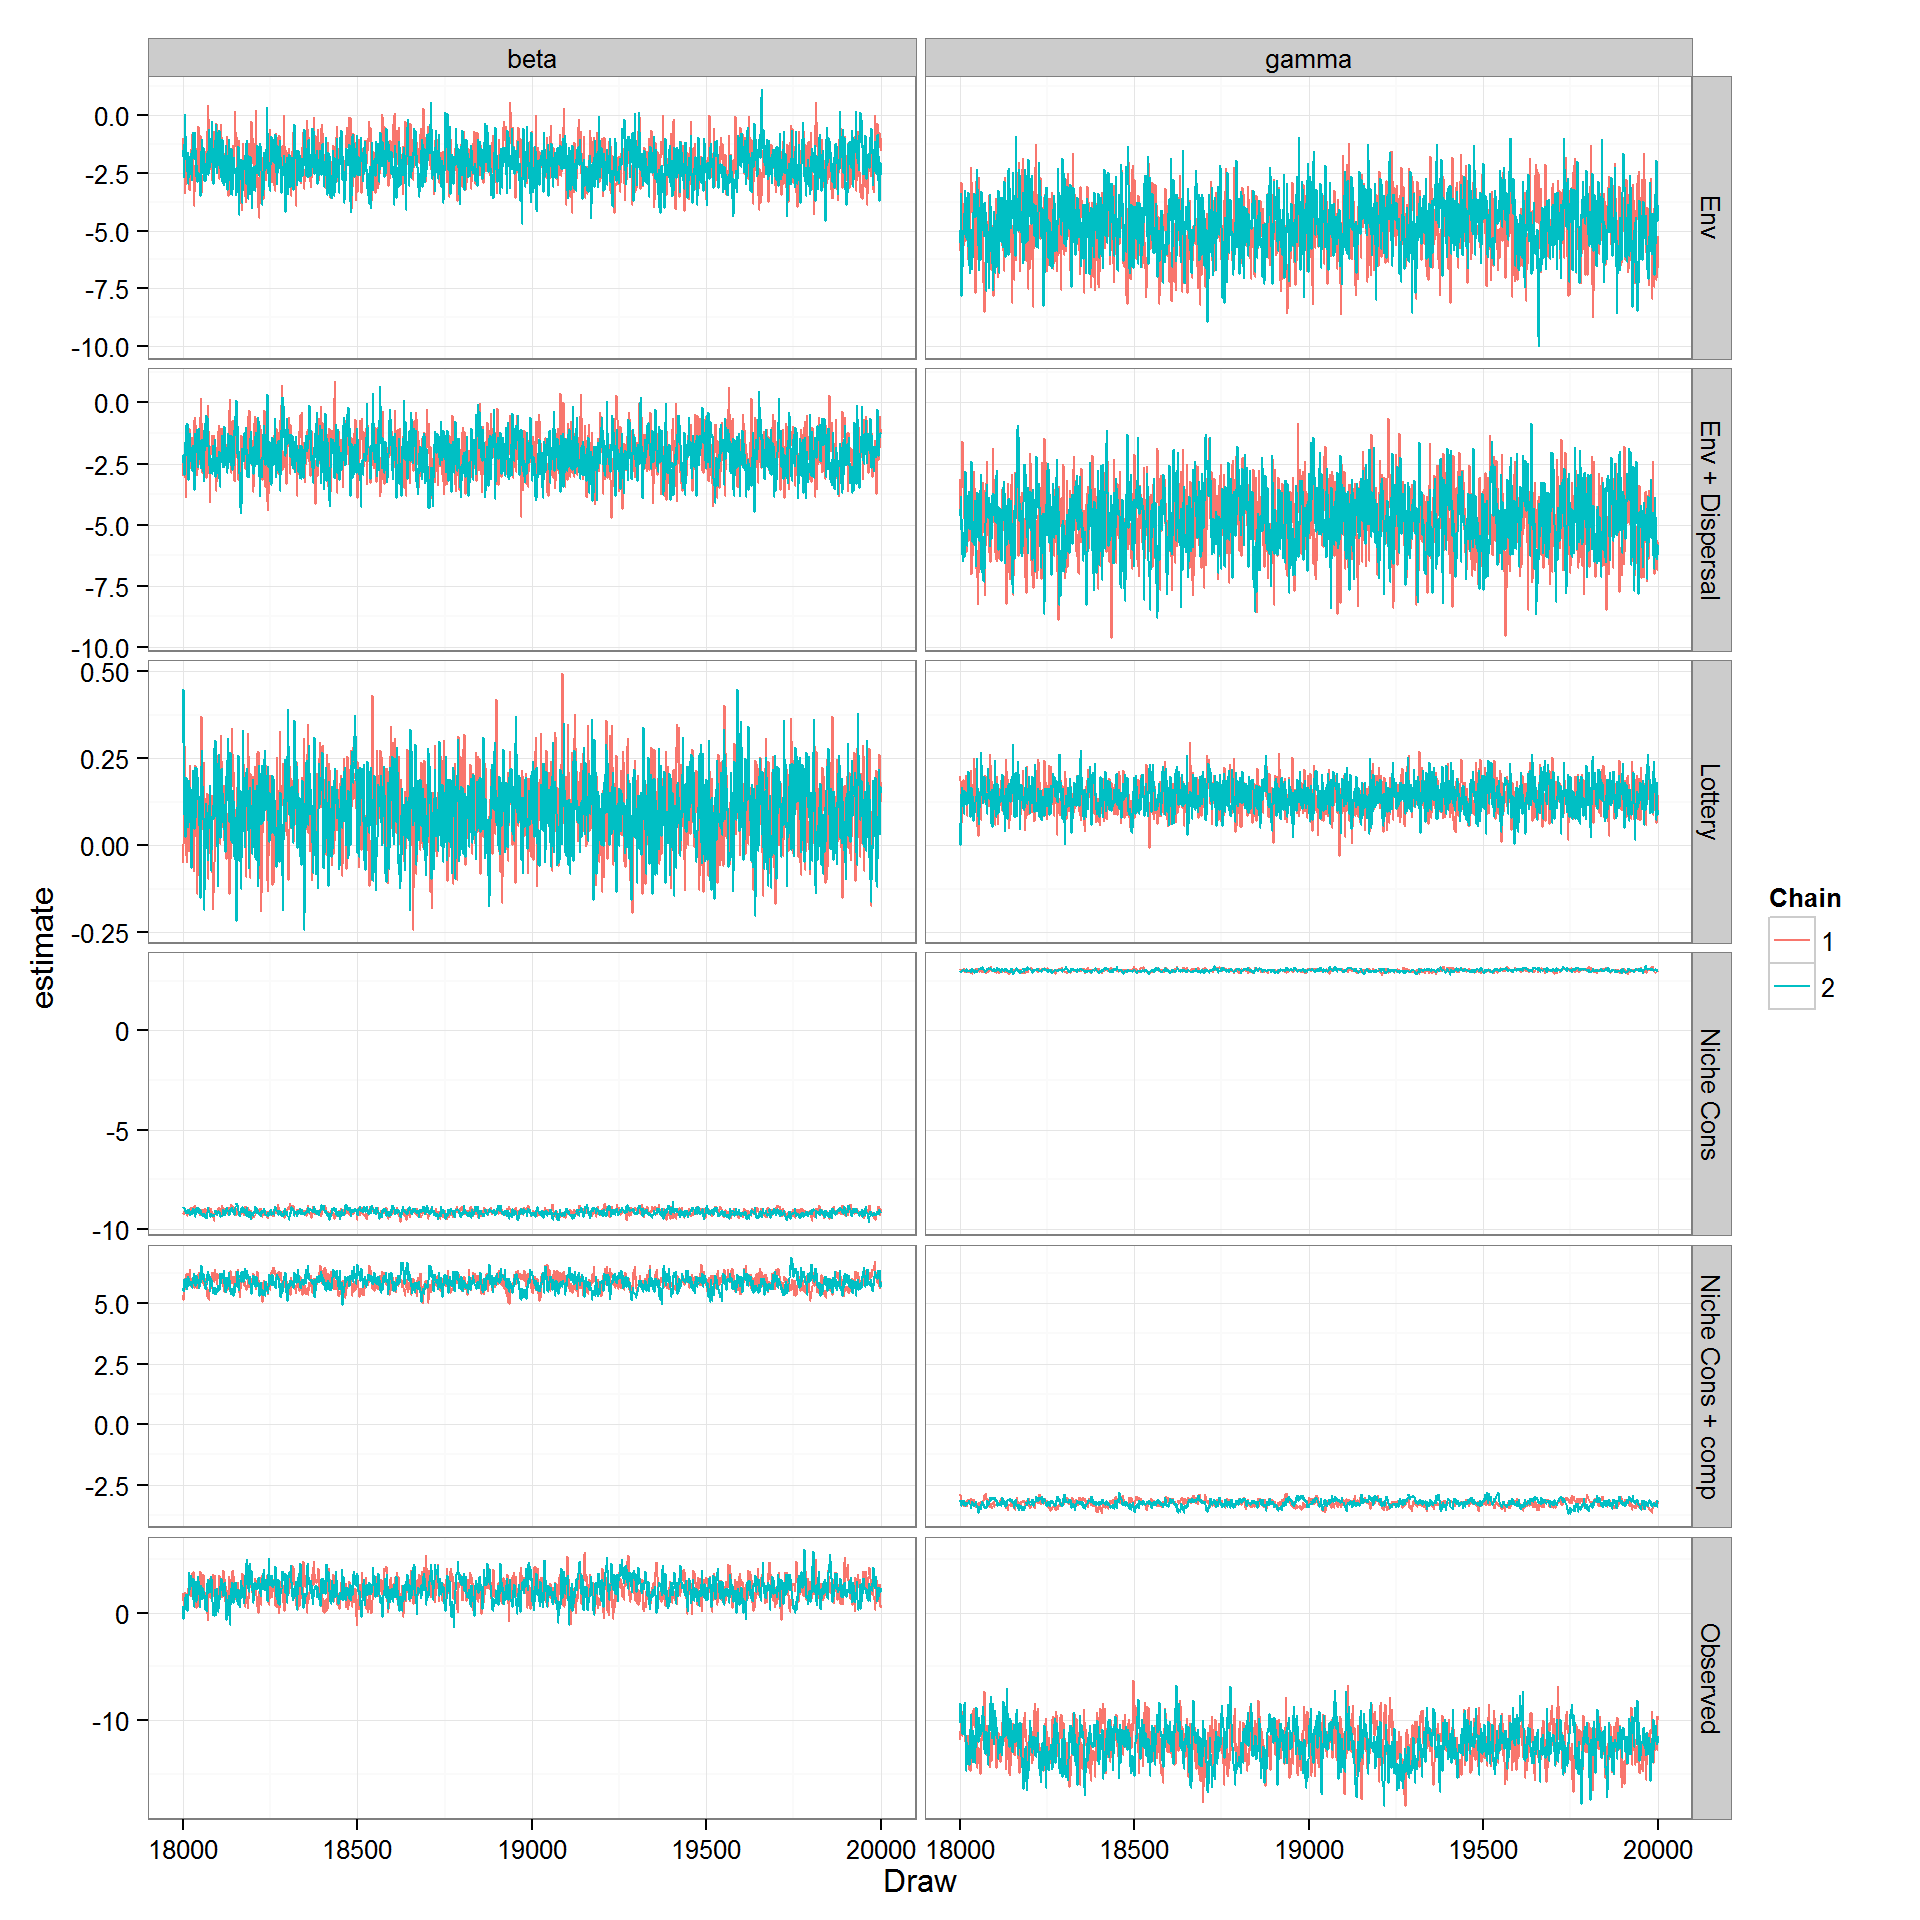 beta gamma
0.0
-2.5
-5.0
-7.5
-10.0
Env
0.0
-2.5
-5.0
-7.5
-10.0
Env + Dispersal
0.50
0.25
0.00
-0.25
Lottery
0
-5
-10
Niche Cons
5.0
2.5
0.0
-2.5
Niche Cons + comp
0
-10
Observed
18000 18500 19000 19500 20000 18000 18500 19000 19500 20000
Draw
estimate
Chain
1
2